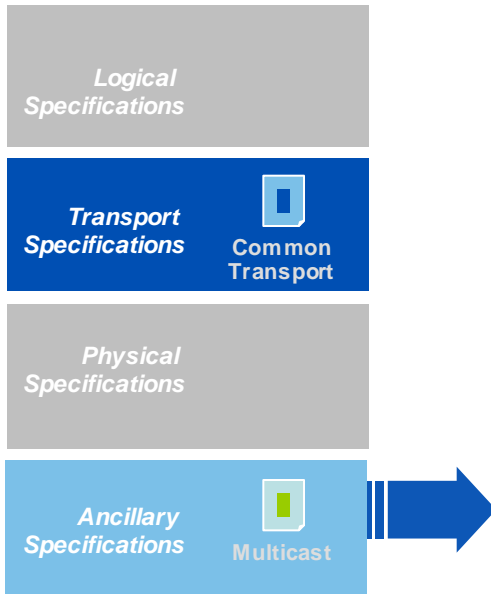 Logical
Specifications
Transport
Specifications
Common
Transport
Physical
Specifications
Ancillary
Specifications
Multicast